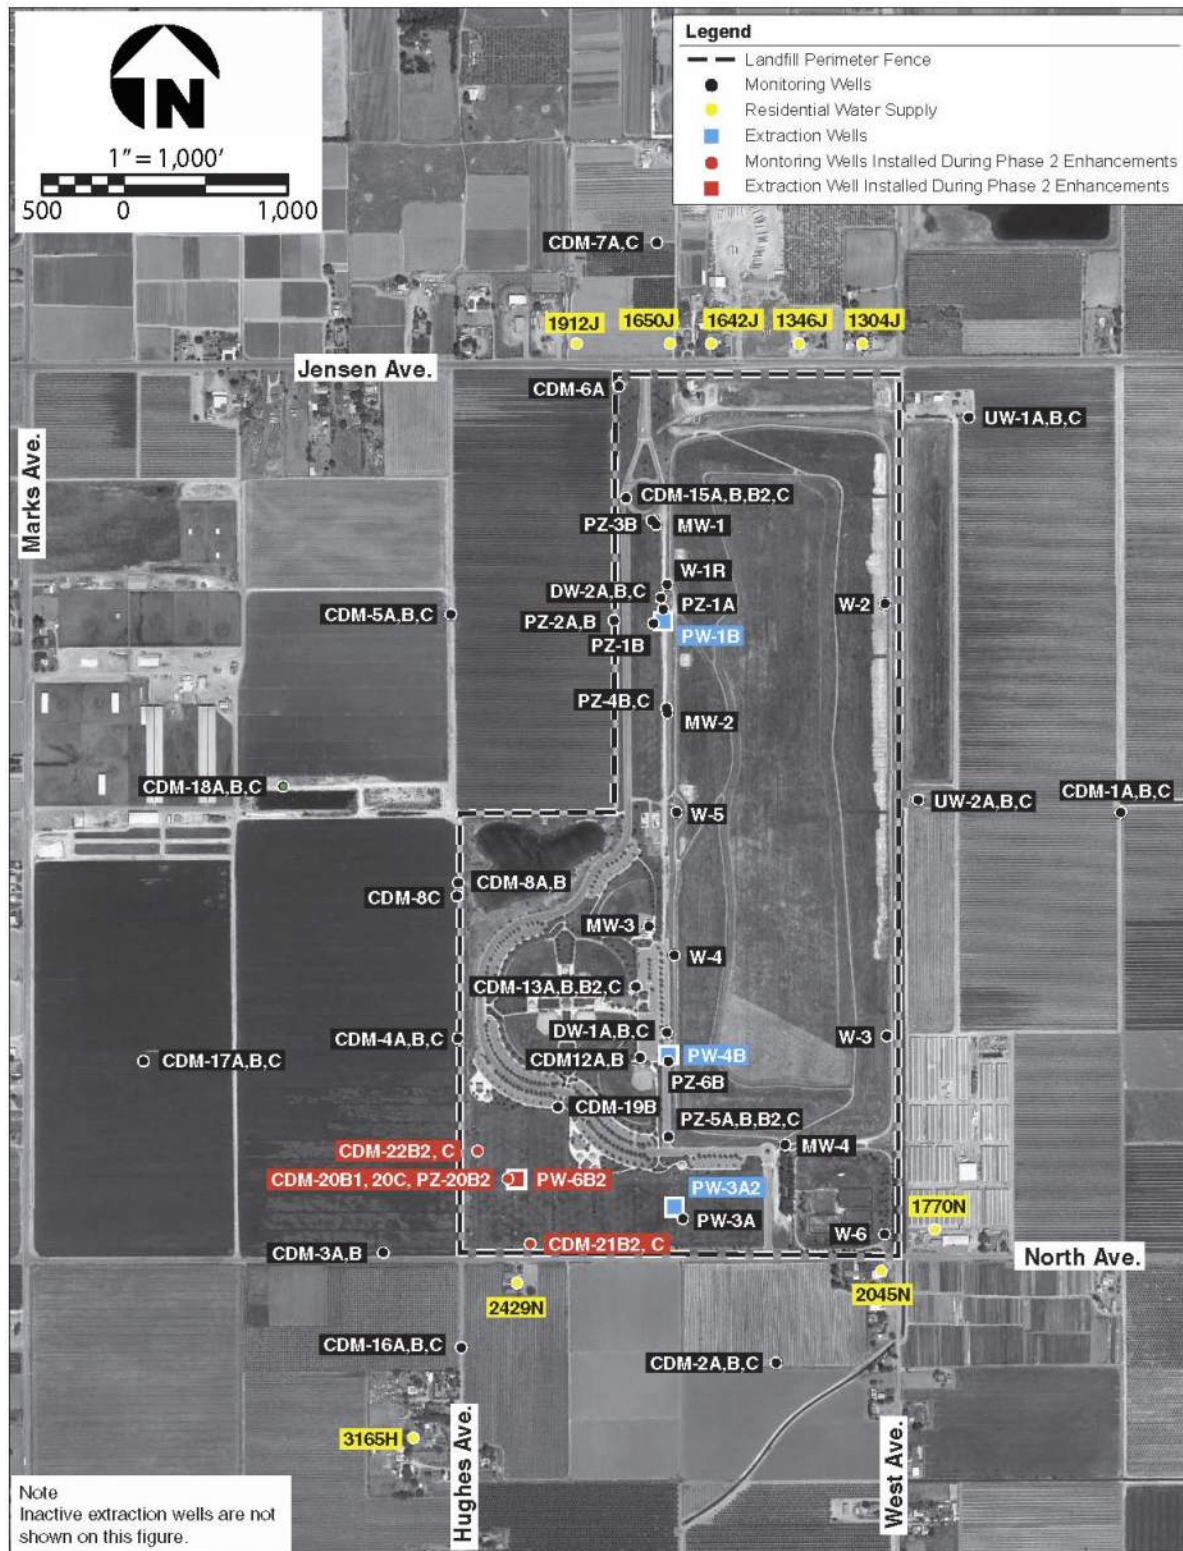 N
1" = 1,000'
500 0 1,000
Legend
Landfill Perimeter Fence
Monitoring Wells
Residential Water Supply
Extraction Wells
Montoring Wells Installed During Phase 2 Enhancements
Extraction Well Installed During Phase 2 Enhancements
CDM-7A,C
1912J
1650J
1642J
1346J
1304J
Jensen Ave.
CDM-6A
UW-1A,B,C
Marks Ave.
CDM-15A,B,B2,C
PZ-3B
MW-1
W-1R
DW-2A,B,C
PZ-1A
W-2
CDM-5A,B,C
PZ-2A,B
PW-1B
PZ-1B
PZ-4B,C
MW-2
CDM-18A,B,C
UW-2A,B,C
CDM-1A,B,C
W-5
CDM-8A,B
CDM-8C
MW-3
W-4
CDM-13A,B,B2,C
DW-1A,B,C
W-3
CDM-4A,B,C
CDM12A,B
PW-4B
CDM-17A,B,C
PZ-6B
CDM-19B
PZ-5A,B,B2,C
MW-4
CDM-22B2, C
CDM-20B1, 20C, PZ-20B2
PW-6B2
PW-3A2
PW-3A
1770N
W-6
CDM-3A,B
CDM-21B2, C
North Ave.
2429N
2045N
CDM-16A,B,C
CDM-2A,B,C
3165H
Hughes Ave.
West Ave.
Note
Inactive extraction wells are not
shown on this figure.